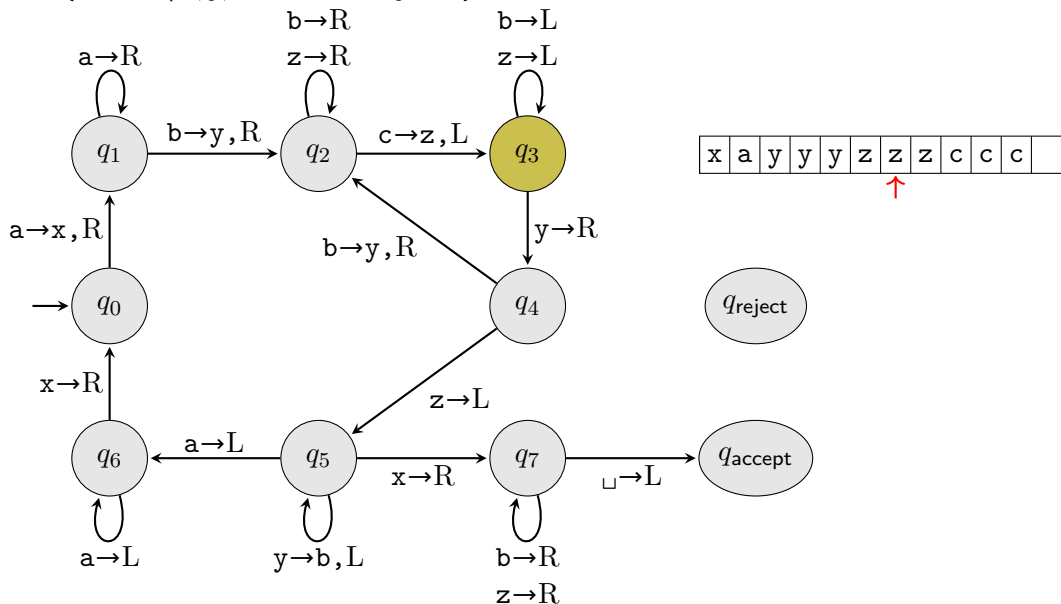 b→R
b→L
a→R
z→R
z→L
b→y,R
c→z,L
q1
q2
q3
x a y y y z z z c c c
↑
a→x,R
b→y,R
y→R
q0
q4
qreject
x→R
z→L
a→L
q6
q5
q7
qaccept
x→R
␣→L
a→L
y→b,L
b→R
z→R